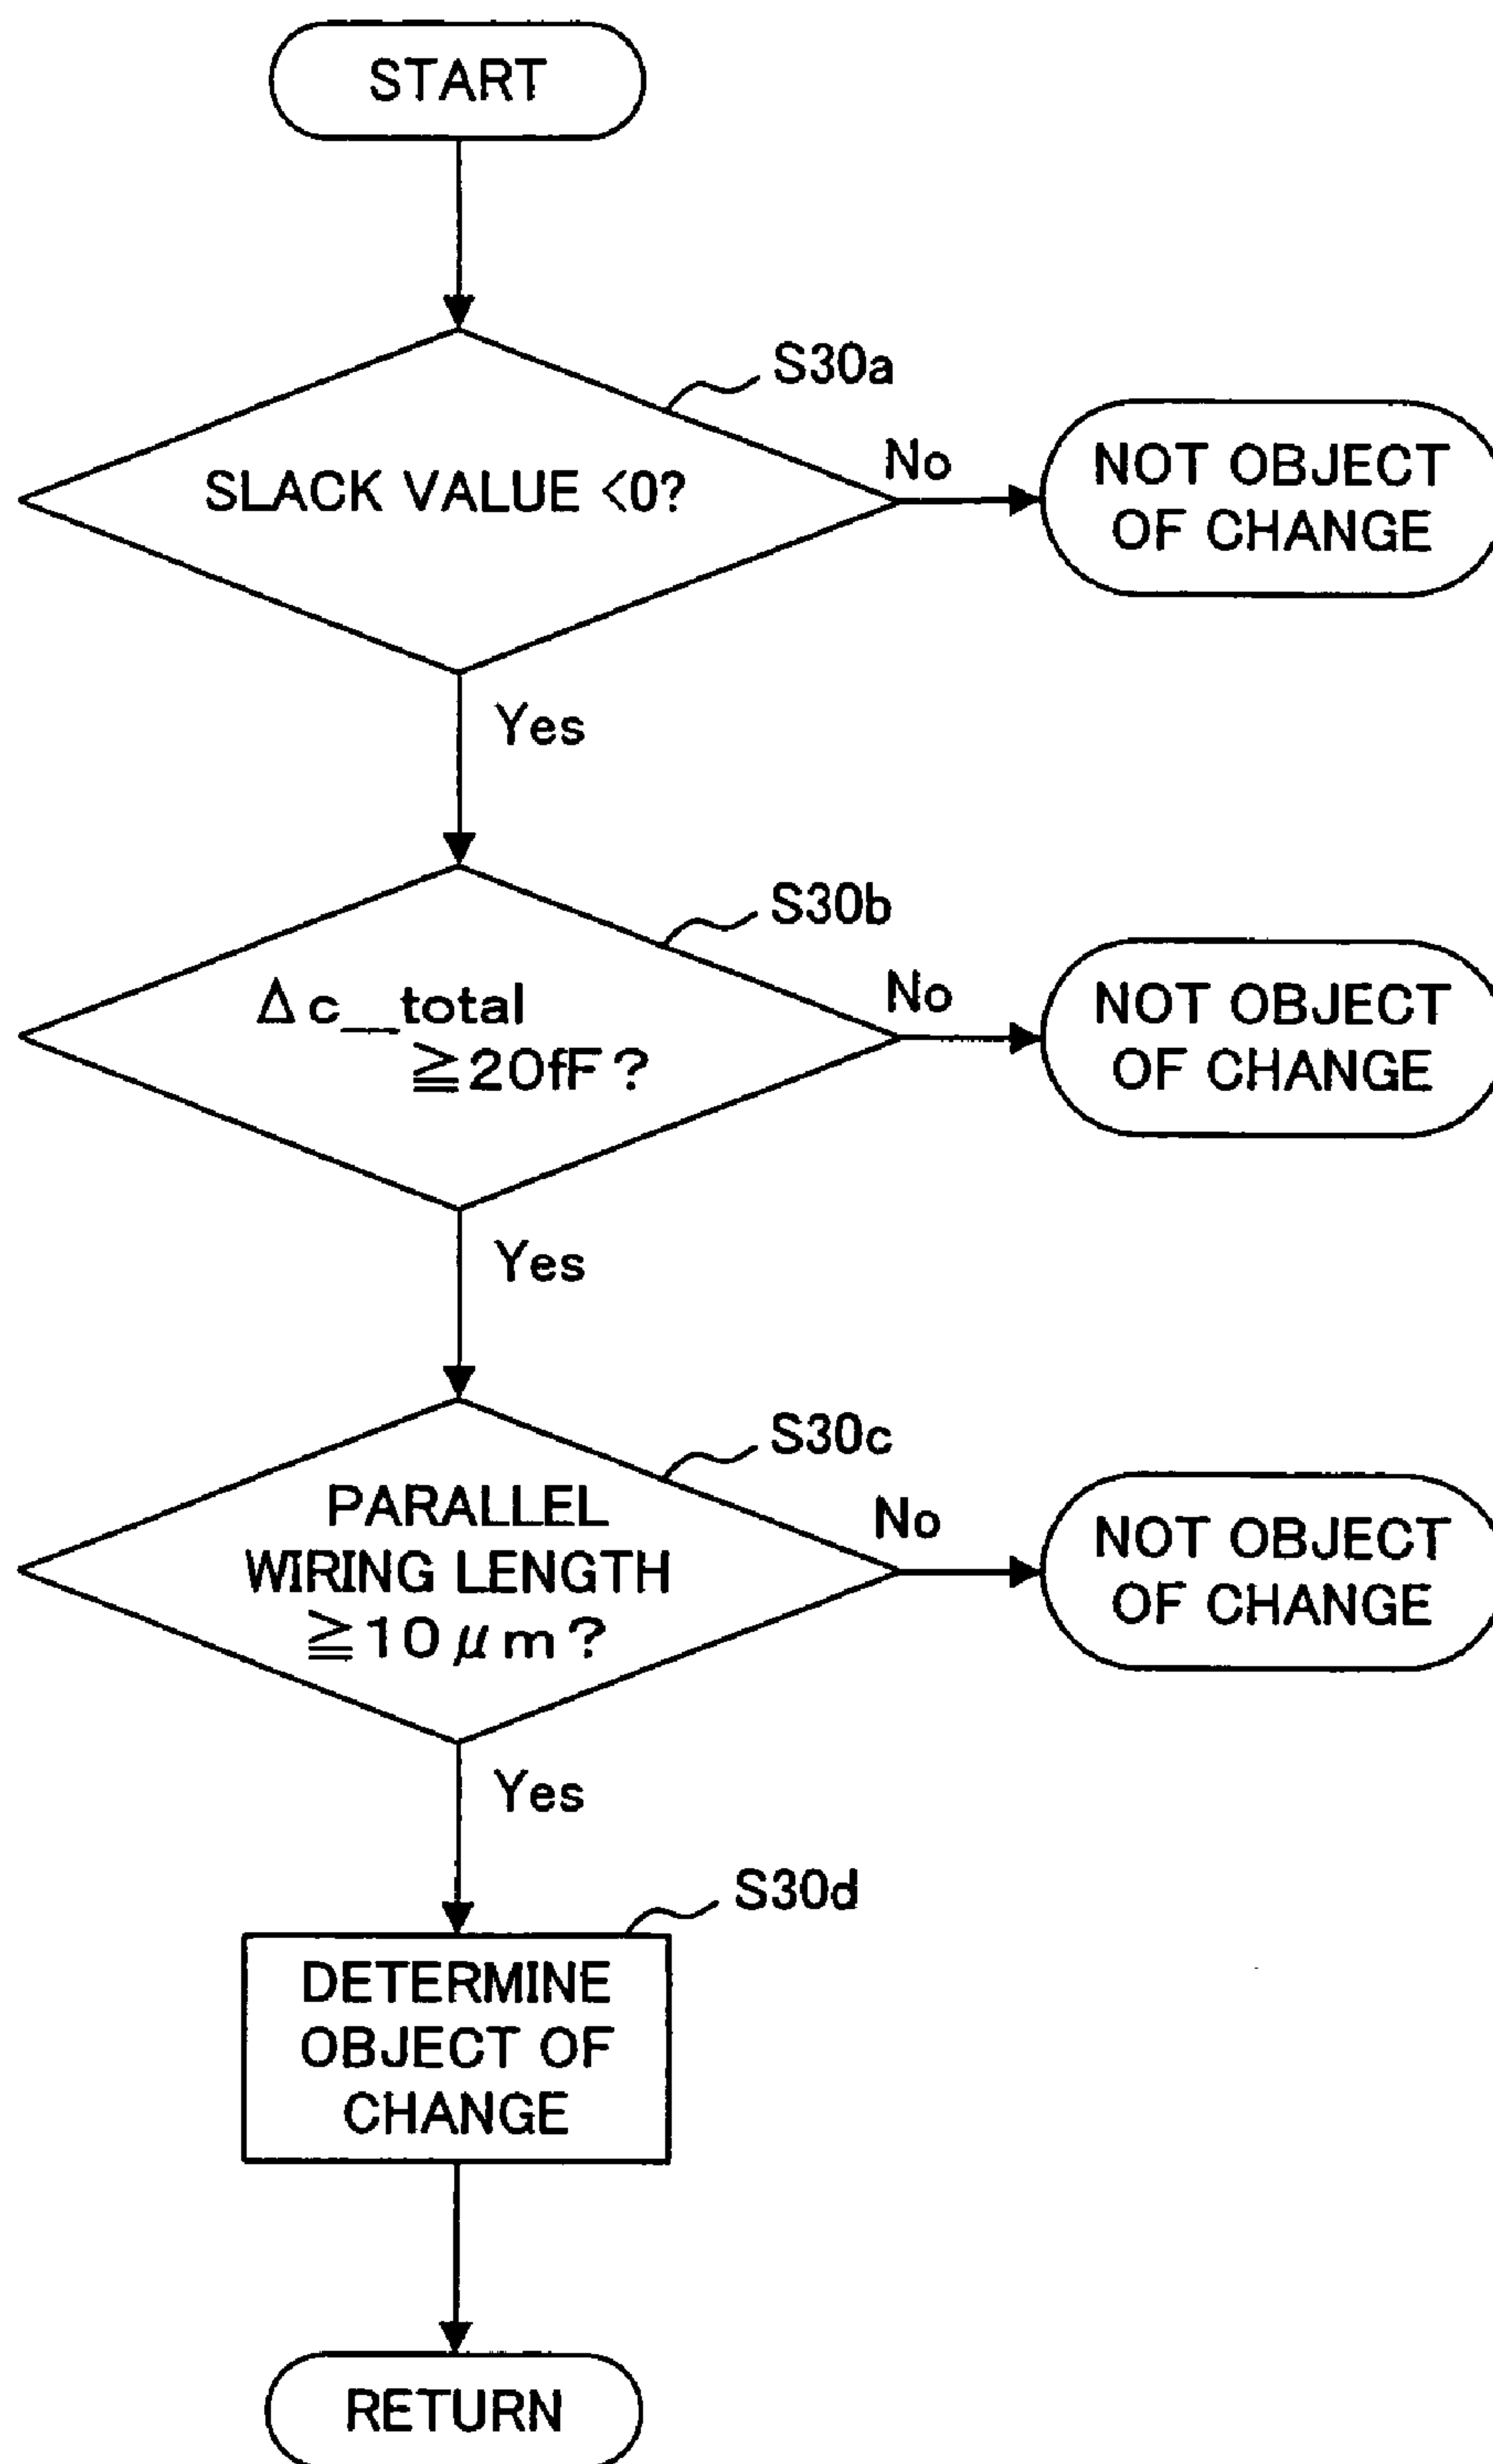 START
S30a
SLACK VALUE <0?
No
NOT OBJECT
OF CHANGE
Yes
S30b
Δc__total
≧20fF?
No
NOT OBJECT
OF CHANGE
Yes
S30c
PARALLEL
WIRING LENGTH
≧10μm?
No
NOT OBJECT
OF CHANGE
Yes
S30d
DETERMINE
OBJECT OF
CHANGE
RETURN